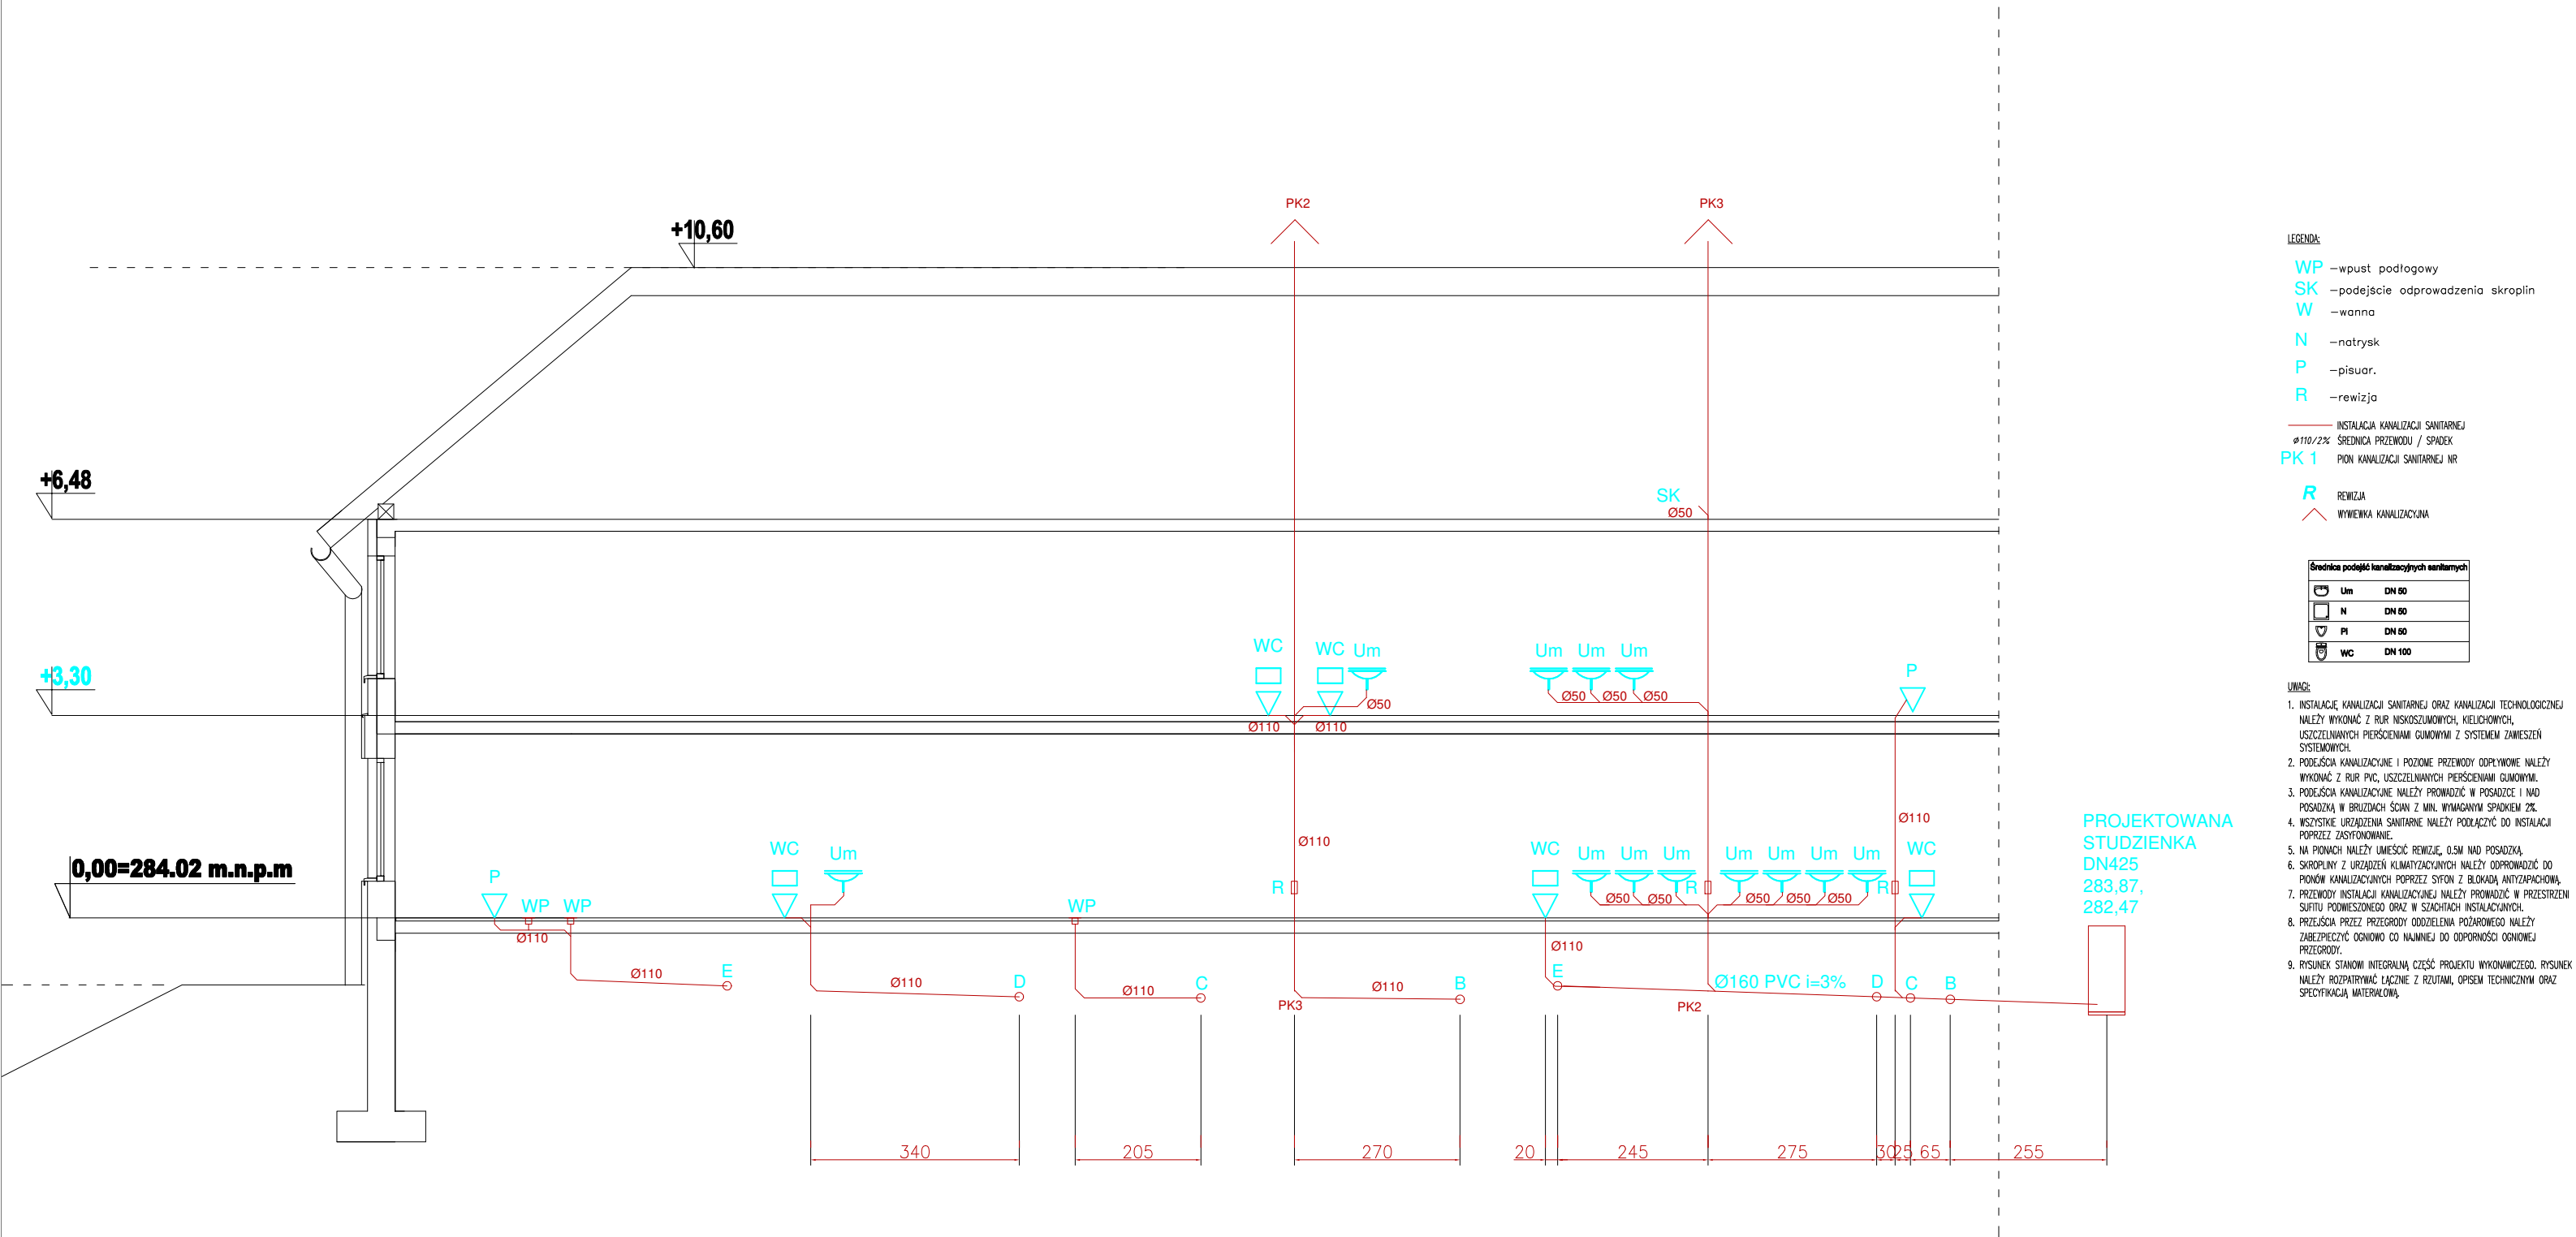 PK2
PK3
+10,60
+6,48
SK
Ø50
WC
WC Um
Um Um Um
P
+3,30
Ø50
Ø50 Ø50 Ø50
Ø110
Ø110
Ø110
Ø110
0,00=284.02 m.n.p.m
P
WP WP
WC
Um
WP
R
WC
Um Um Um
R
Um Um Um Um
R
WC
Ø50 Ø50
Ø50 Ø50 Ø50
Ø110
Ø110
E
Ø110
D
Ø110
C
Ø110
B
PK3
Ø110
E
Ø160 PVC i=3%
D
C
B
PK2
PROJEKTOWANA
STUDZIENKA
DN425
283,87,
282,47
340
205
270
20
245
275
30
25
65
255
LEGENDA:
WP –wpust podłogowy
SK –podejście odprowadzenia skroplin
W –wanna
N –natrysk
P –pisuar.
R –rewizja
INSTALACJA KANALIZACJI SANITARNEJ
ø110/2% ŚREDNICA PRZEWODU / SPADEK
PK 1 PION KANALIZACJI SANITARNEJ NR
R REWIZJA
WYWIEWKA KANALIZACYJNA
Średnica podejść kanalizacyjnych sanitarnych
Um DN 50
N DN 50
PI DN 50
WC DN 100
UWAGI:
1. INSTALACJĘ KANALIZACJI SANITARNEJ ORAZ KANALIZACJI TECHNOLOGICZNEJ
NALEŻY WYKONAĆ Z RUR NISKOSZUMOWYCH, KIELICHOWYCH,
USZCZELNIANYCH PIERŚCIENIAMI GUMOWYMI Z SYSTEMEM ZAWIESZEŃ
SYSTEMOWYCH.
2. PODEJŚCIA KANALIZACYJNE I POZIOME PRZEWODY ODPŁYWOWE NALEŻY
WYKONAĆ Z RUR PVC, USZCZELNIANYCH PIERŚCIENIAMI GUMOWYMI.
3. PODEJŚCIA KANALIZACYJNE NALEŻY PROWADZIĆ W POSADZCE I NAD
POSADZKĄ W BRUZDACH ŚCIAN Z MIN. WYMAGANYM SPADKIEM 2%.
4. WSZYSTKIE URZĄDZENIA SANITARNE NALEŻY PODŁĄCZYĆ DO INSTALACJI
POPRZEZ ZASYFONOWANIE.
5. NA PIONACH NALEŻY UMIEŚCIĆ REWIZJĘ, 0.5M NAD POSADZKĄ.
6. SKROPLINY Z URZĄDZEŃ KLIMATYZACYJNYCH NALEŻY ODPROWADZIĆ DO
PIONÓW KANALIZACYJNYCH POPRZEZ SYFON Z BLOKADĄ ANTYZAPACHOWĄ.
7. PRZEWODY INSTALACJI KANALIZACYJNEJ NALEŻY PROWADZIĆ W PRZESTRZENI
SUFITU PODWIESZONEGO ORAZ W SZACHTACH INSTALACYJNYCH.
8. PRZEJŚCIA PRZEZ PRZEGRODY ODDZIELENIA POŻAROWEGO NALEŻY
ZABEZPIECZYĆ OGNIOWO CO NAJMNIEJ DO ODPORNOŚCI OGNIOWEJ
PRZEGRODY.
9. RYSUNEK STANOWI INTEGRALNĄ CZĘŚĆ PROJEKTU WYKONAWCZEGO. RYSUNEK
NALEŻY ROZPATRYWAĆ ŁĄCZNIE Z RZUTAMI, OPISEM TECHNICZNYM ORAZ
SPECYFIKACJĄ MATERIAŁOWĄ.